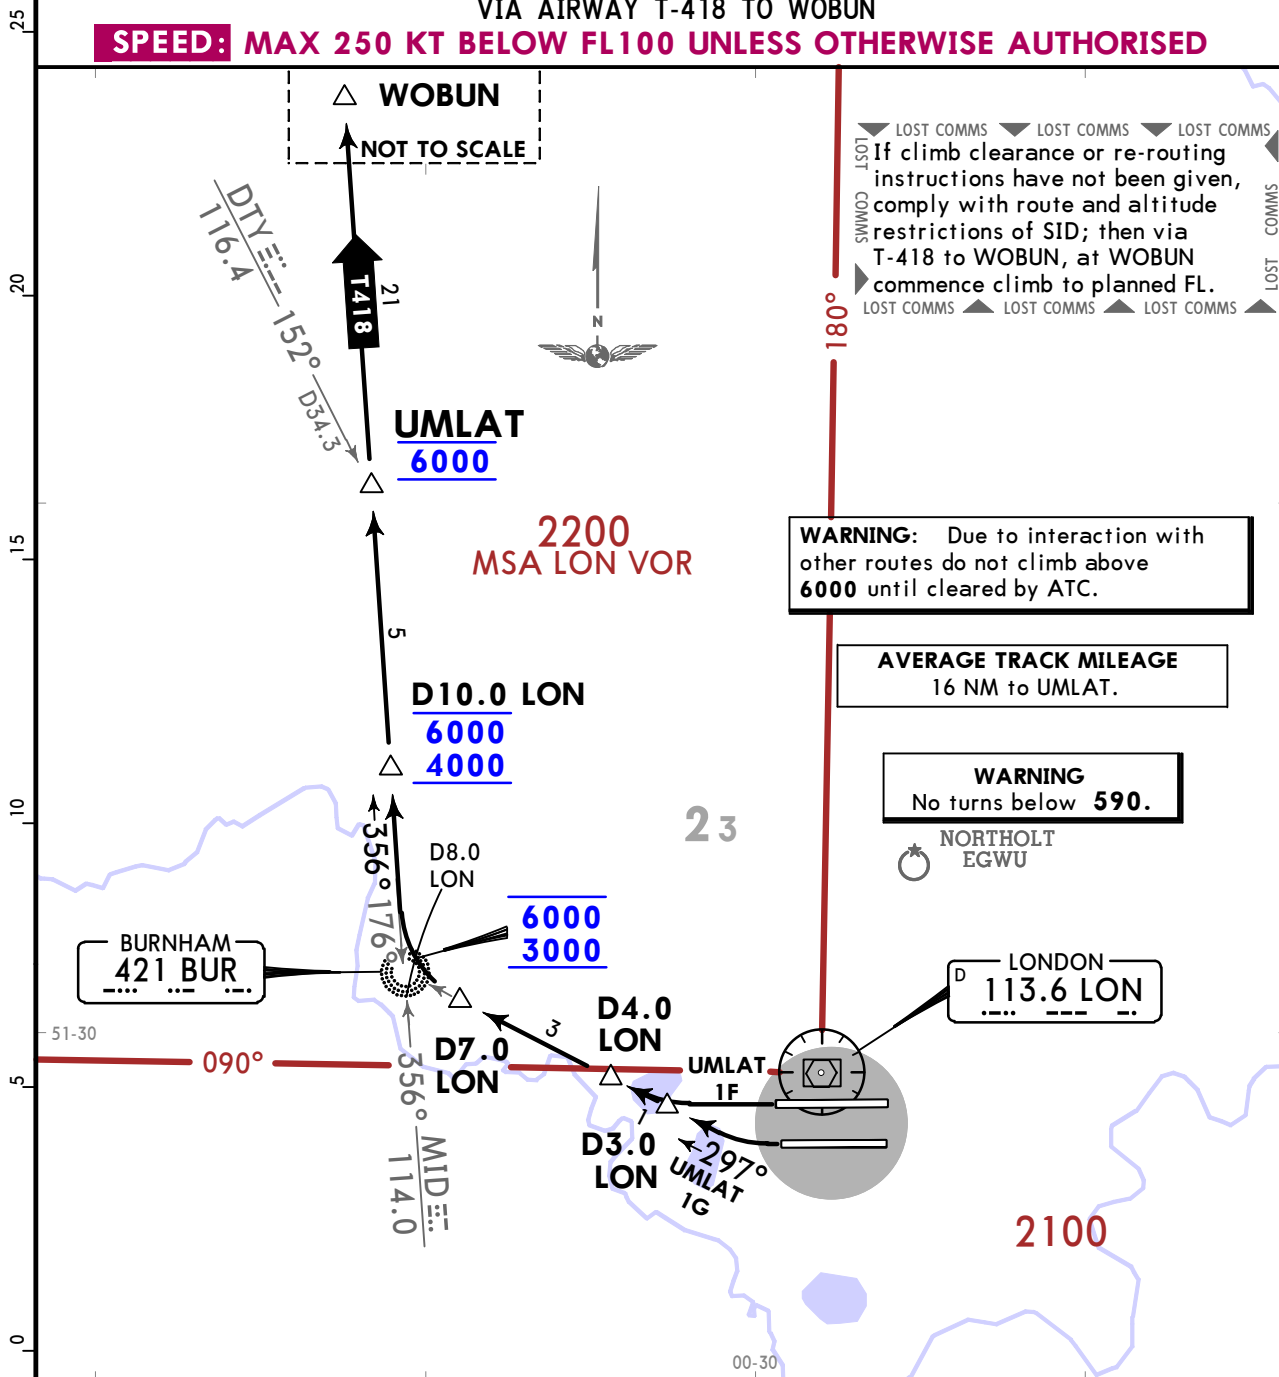 VIA AIRWAY T-418 TO WOBUN
SPEED: MAX 250 KT BELOW FL100 UNLESS OTHERWISE AUTHORISED
25
WOBUN
NOT TO SCALE
LOST COMMS LOST COMMS LOST COMMS
LOST COMMS
If climb clearance or re-routing
instructions have not been given,
comply with route and altitude
restrictions of SID; then via
T-418 to WOBUN, at WOBUN
commence climb to planned FL.
LOST COMMS
LOST COMMS LOST COMMS LOST COMMS
DTY
116.4
152°
D34.3
T418
21
20
N
180°
UMLAT
6000
2200
MSA LON VOR
15
WARNING: Due to interaction with
other routes do not climb above
6000 until cleared by ATC.
5
AVERAGE TRACK MILEAGE
16 NM to UMLAT.
D10.0 LON
6000
4000
WARNING
No turns below 590.
10
23
NORTHOLT
EGWU
356°
176°
D8.0
LON
6000
3000
BURNHAM
421 BUR
LONDON
D 113.6 LON
51-30
090°
D7.0
LON
3
D4.0
LON
UMLAT
1F
5
D3.0
LON
297°
UMLAT
1G
356°
MID
114.0
2100
0
00-30